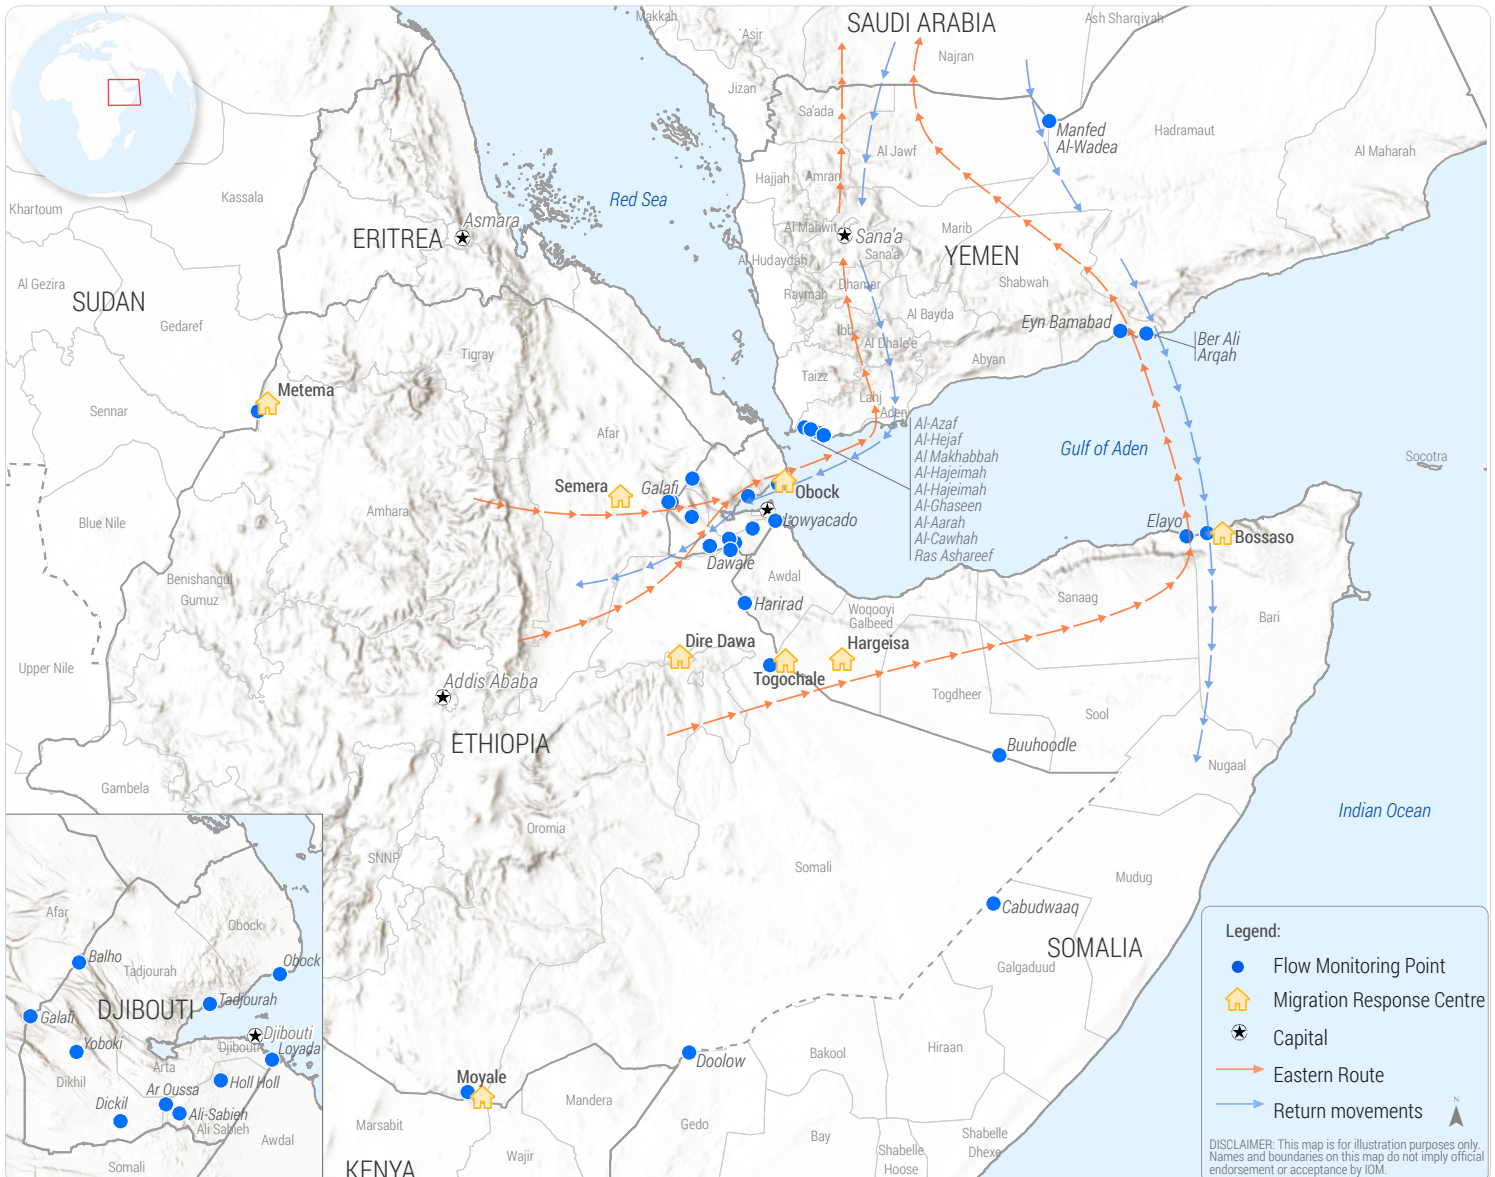 SAUDI ARABIA
Makkah
'Asir
Ash Sharqiyah
Najran
Jizan
Sa'ada
Manfed
Al-Wadea
Hadramaut
Al Maharah
Al Jawf
Hajjah
Amran
Kassala
Khartoum
Red Sea
Asmara
ERITREA
Al Mahwit
Sana'a
Sana'a
Marib
YEMEN
Al Hudaydah
Dhamar
Raymah
Shabwah
Al Gezira
SUDAN
Gedaref
Ibb
Al Bayda
Al Dhale'e
Eyn Bamabad
Ber Ali
Arqah
Abyan
Taizz
Lahj
Aden
Tigray
Metema
Sennar
Afar
Al-Azaf
Al-Hejaf
Al Makhabbah
Al-Hajeimah
Al-Hajeimah
Al-Ghaseen
Al-Aarah
Al-Cawhah
Ras Ashareef
Gulf of Aden
Socotra
Semera
Galafi
Obock
Lowyacado
Amhara
Blue Nile
Elayo
Bossaso
Dawale
Awdal
Harirad
Woqooyi
Galbeed
Sanaag
Bari
Benishangul
Gumuz
Dire Dawa
Hargeisa
Togochale
Upper Nile
Addis Ababa
Togdheer
Sool
ETHIOPIA
Buuhoodle
Nugaal
Gambela
Oromia
SNNP
Somali
Indian Ocean
Mudug
Cabudwaaq
SOMALIA
Galgaduud
Hiraan
Bakool
Doolow
Moyale
Mandera
Marsabit
Gedo
Bay
Shabelle
Dhexe
Shabelle
Hoose
Wajir
KENYA
Afar
Obock
Balho
Tadjourah
Obock
DJIBOUTI
Tadjourah
Galafi
Djibouti
Djibouti
Loyada
Yoboki
Arta
Dikhil
Holl Holl
Ar Oussa
Dickil
Ali-Sabieh
Ali Sabieh
Awdal
Somali
Legend:
Flow Monitoring Point
Migration Response Centre
Capital
Eastern Route
Return movements
N
DISCLAIMER: This map is for illustration purposes only.
Names and boundaries on this map do not imply official
endorsement or acceptance by IOM.